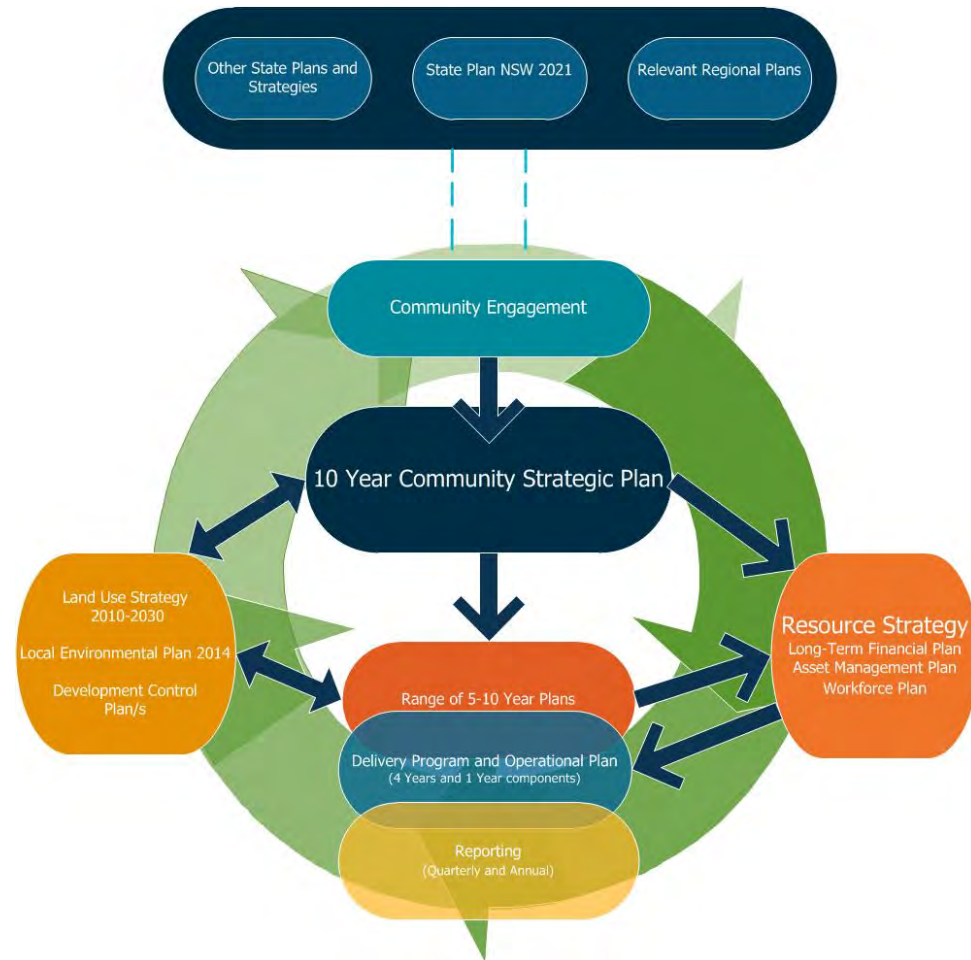 Other State Plans and
Strategies
State Plan NSW 2021
Relevant Regional Plans
Community Engagement
10 Year Community Strategic Plan
Land Use Strategy
2010-2030
Local Environmental Plan 2014
Development Control
Plan/s
Resource Strategy
Long-Term Financial Plan
Asset Management Plan
Workforce Plan
Range of 5-10 Year Plans
Delivery Program and Operational Plan
(4 Years and 1 Year components)
Reporting
(Quarterly and Annual)